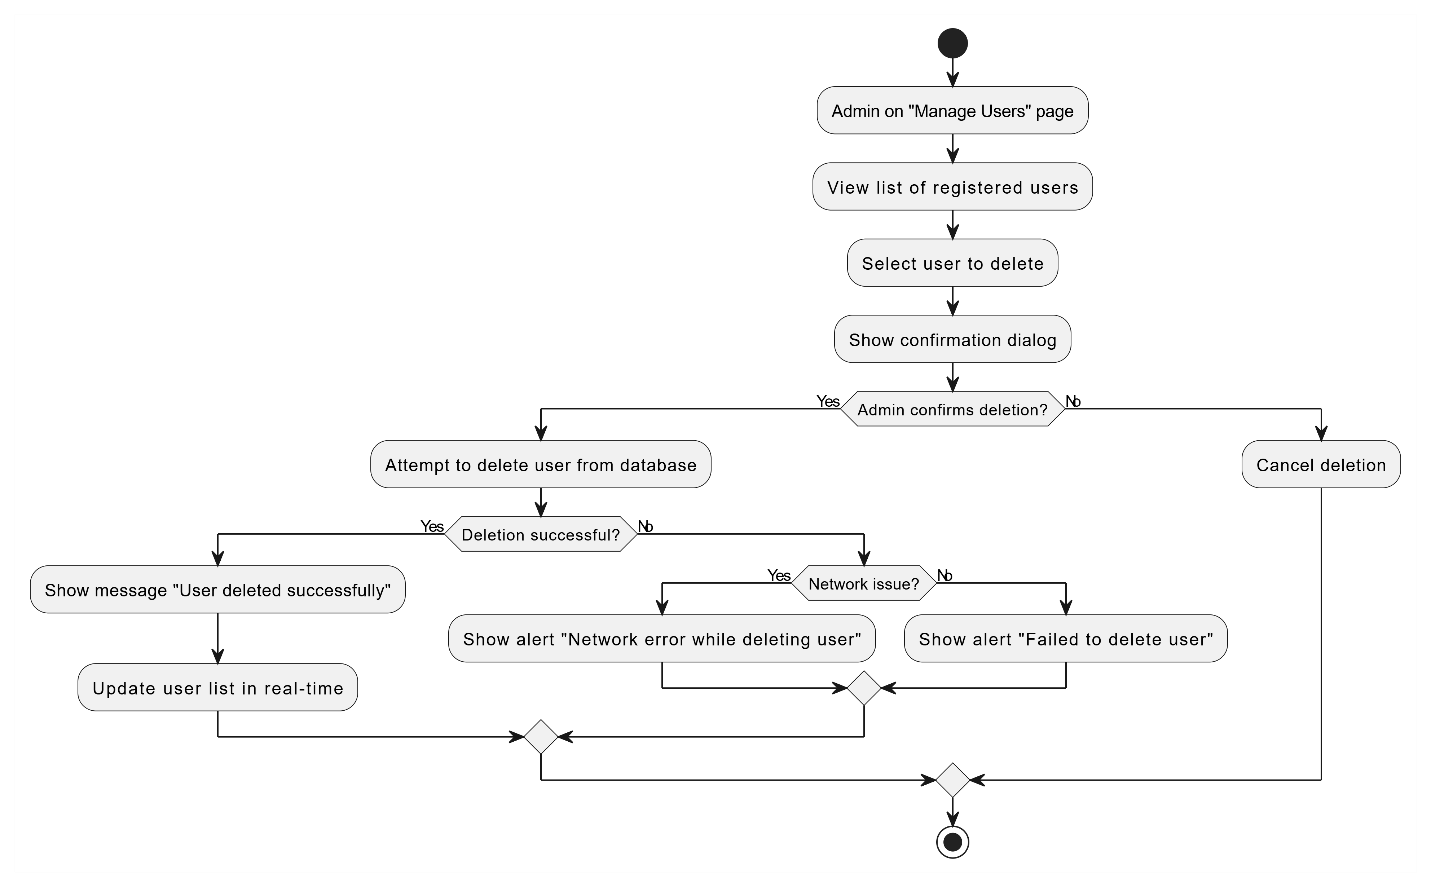 Admin on "Manage Users" page
View list of registered users
Select user to delete
Show confirmation dialog
Yes
Admin confirms deletion?
No
Attempt to delete user from database
Cancel deletion
Yes
Deletion successful?
No
Show message "User deleted successfully"
Yes
Network issue?
No
Show alert "Network error while deleting user"
Show alert "Failed to delete user"
Update user list in real-time